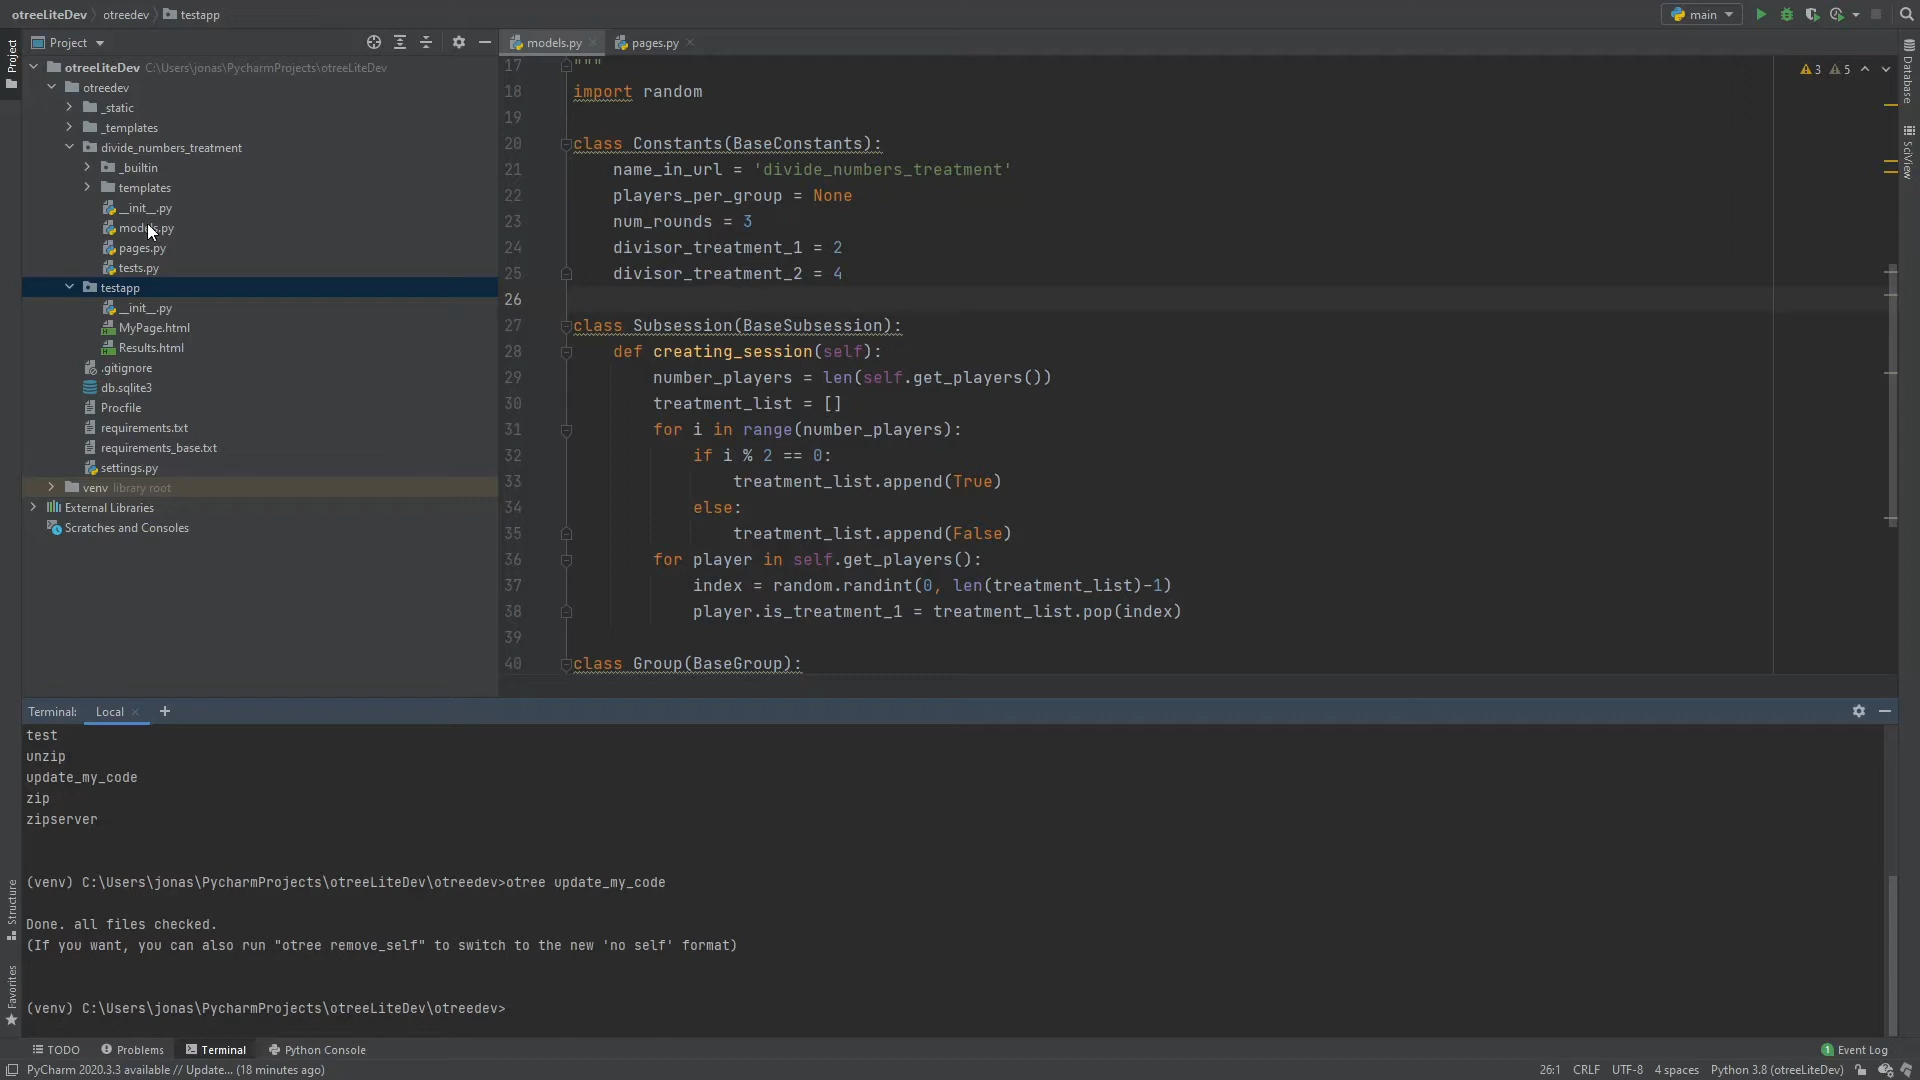 otreeLiteDev otreedev testapp
main
Project
Project
models.py
pages.py
otreeLiteDev C:\Users\jonas\PycharmProjects\otreeLiteDev
otreedev
_static
_templates
divide_numbers_treatment
_builtin
templates
__init__.py
models.py
pages.py
tests.py
testapp
__init__.py
MyPage.html
Results.html
.gitignore
db.sqlite3
Procfile
requirements.txt
requirements_base.txt
settings.py
venv library root
External Libraries
Scratches and Consoles
3 5
17 """
18 import random
19
20 class Constants(BaseConstants):
21 name_in_url = 'divide_numbers_treatment'
22 players_per_group = None
23 num_rounds = 3
24 divisor_treatment_1 = 2
25 divisor_treatment_2 = 4
26
27 class Subsession(BaseSubsession):
28 def creating_session(self):
29 number_players = len(self.get_players())
30 treatment_list = []
31 for i in range(number_players):
32 if i % 2 == 0:
33 treatment_list.append(True)
34 else:
35 treatment_list.append(False)
36 for player in self.get_players():
37 index = random.randint(0, len(treatment_list)-1)
38 player.is_treatment_1 = treatment_list.pop(index)
39
40 class Group(BaseGroup):
Database
SciView
Terminal: Local
test
unzip
update_my_code
zip
zipserver
(venv) C:\Users\jonas\PycharmProjects\otreeLiteDev\otreedev>otree update_my_code
Done. all files checked.
(If you want, you can also run "otree remove_self" to switch to the new 'no self' format)
(venv) C:\Users\jonas\PycharmProjects\otreeLiteDev\otreedev>
Structure
Favorites
TODO Problems Terminal Python Console
1 Event Log
PyCharm 2020.3.3 available // Update... (18 minutes ago)
26:1 CRLF UTF-8 4 spaces Python 3.8 (otreeLiteDev)